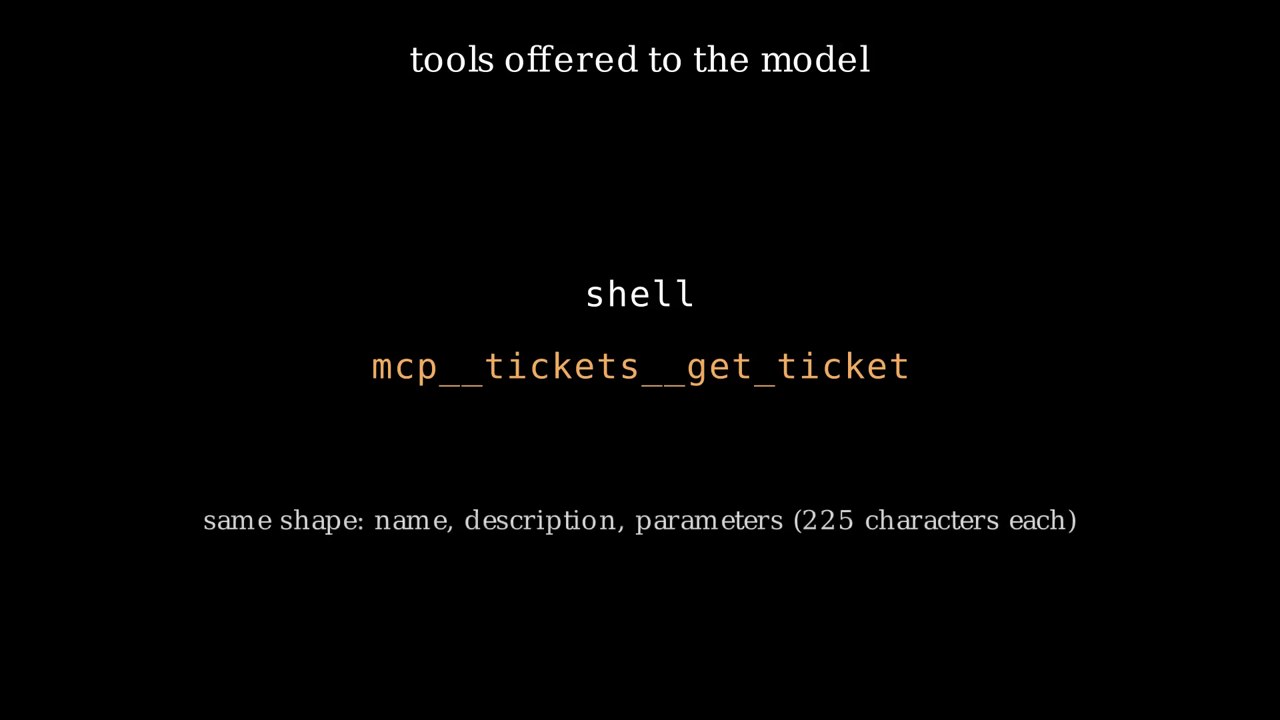 tools offered to the model
shell
mcp__tickets__get_ticket
same shape: name, description, parameters (225 characters each)